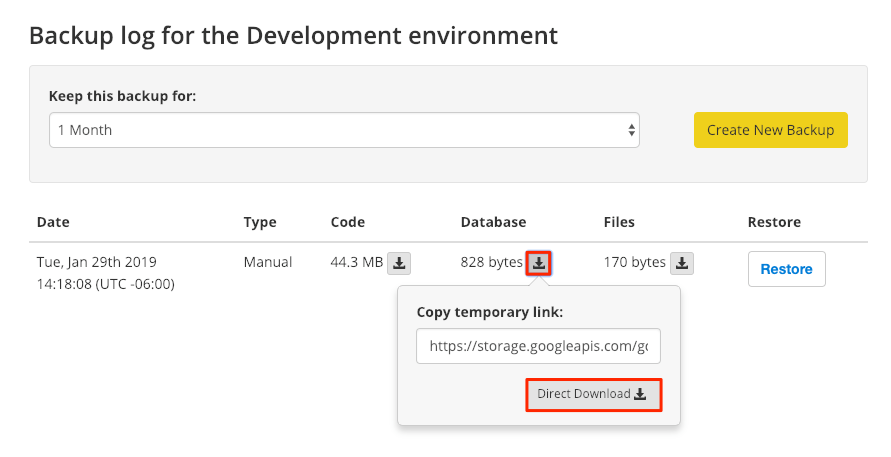 Backup log for the Development environment
Keep this backup for:
1 Month
Create New Backup
Date Type Code Database Files Restore
Tue, Jan 29th 2019 Manual 44.3 MB 828 bytes 170 bytes Restore
14:18:08 (UTC -06:00)
Copy temporary link:
https://storage.googleapis.com/
Direct Download